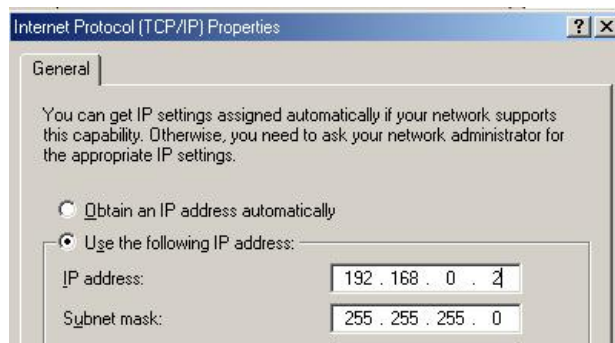 Internet Protocol (TCP/IP) Properties
General
You can get IP settings assigned automatically if your network supports
this capability. Otherwise, you need to ask your network administrator for
the appropriate IP settings.
Obtain an IP address automatically
Use the following IP address:
IP address: 192 . 168 . 0 . 2
Subnet mask: 255 . 255 . 255 . 0